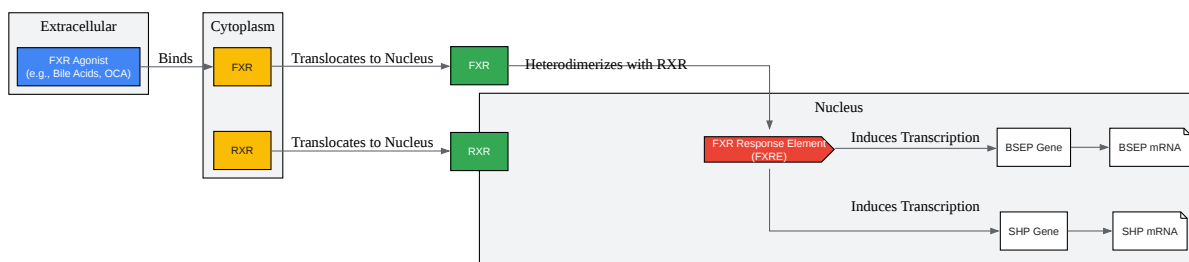 Extracellular
Cytoplasm
FXR Agonist
(e.g., Bile Acids, OCA)
Binds
FXR
Translocates to Nucleus
FXR
Heterodimerizes with RXR
Nucleus
RXR
Translocates to Nucleus
RXR
FXR Response Element
(FXRE)
Induces Transcription
BSEP Gene
BSEP mRNA
Induces Transcription
SHP Gene
SHP mRNA